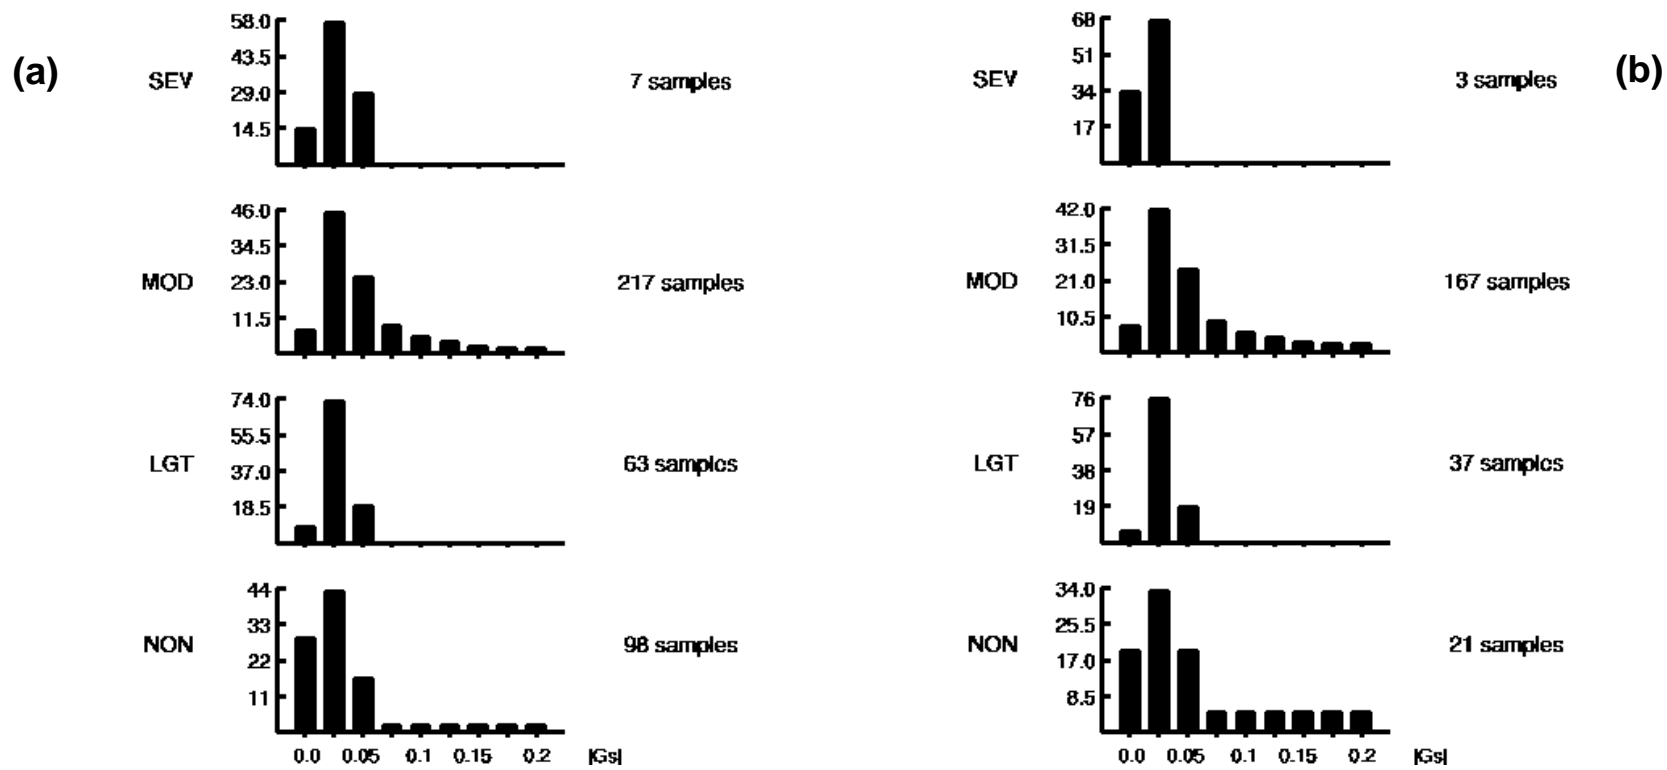 (a)
SEV
58.0
43.5
29.0
14.5
7 samples
MOD
46.0
34.5
23.0
11.5
217 samples
LGT
74.0
55.5
37.0
18.5
63 samples
NON
44
33
22
11
98 samples
0.0 0.05 0.1 0.15 0.2 |Gs|
(b)
SEV
68
51
34
17
3 samples
MOD
42.0
31.5
21.0
10.5
167 samples
LGT
76
57
38
19
37 samples
NON
34.0
25.5
17.0
8.5
21 samples
0.0 0.05 0.1 0.15 0.2 |Gs|